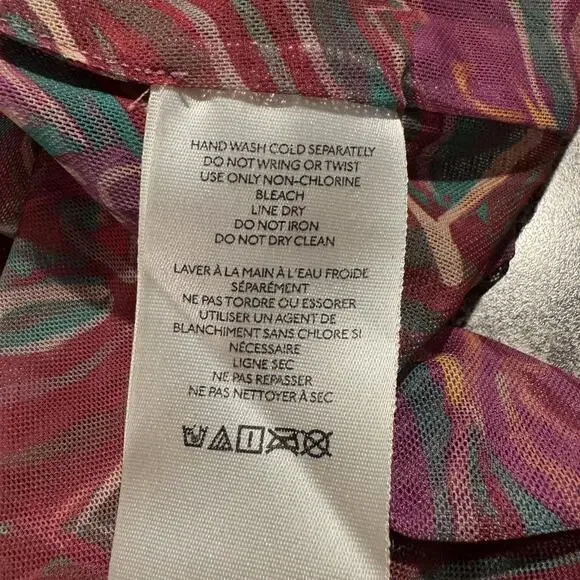 HAND WASH COLD SEPARATELY
DO NOT WRING OR TWIST
USE ONLY NON-CHLORINE
BLEACH
LINE DRY
DO NOT IRON
DO NOT DRY CLEAN
LAVER À LA MAIN À L'EAU FROIDE
SÉPARÉMENT
NE PAS TORDRE OU ESSORER
UTILISER UN AGENT DE
BLANCHIMENT SANS CHLORE SI
NÉCESSAIRE
LIGNE SEC
NE PAS REPASSER
NE PAS NETTOYER À SEC